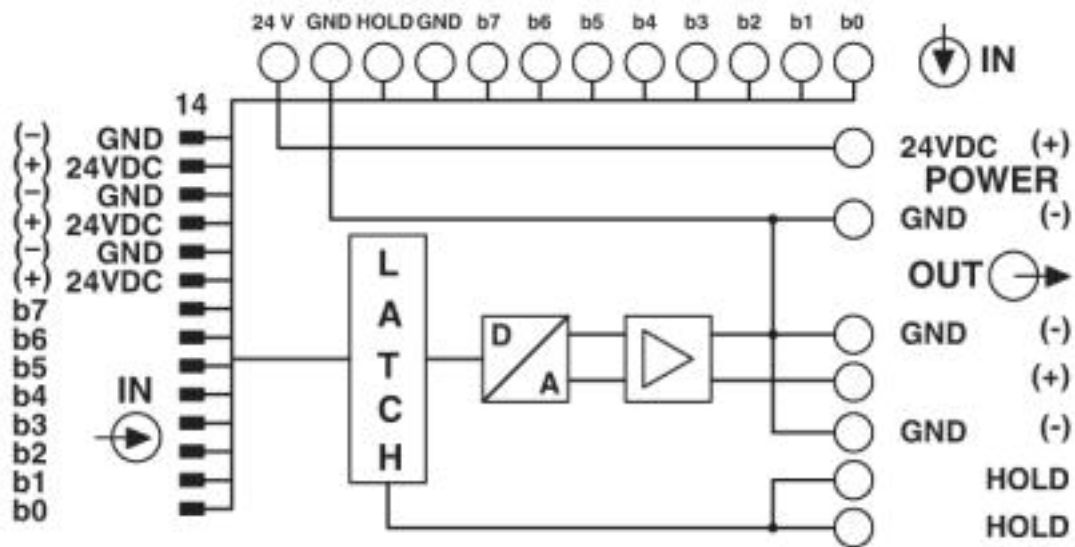 24 V GND HOLD GND b7 b6 b5 b4 b3 b2 b1 b0
IN
14
(−) GND
(+) 24VDC
(−) GND
(+) 24VDC
(−) GND
(+) 24VDC
b7
b6
b5
b4
b3
b2
b1
b0
IN
L
A
T
C
H
D
A
24VDC (+)
POWER
GND (-)
OUT
GND (-)
(+)
GND (-)
HOLD
HOLD